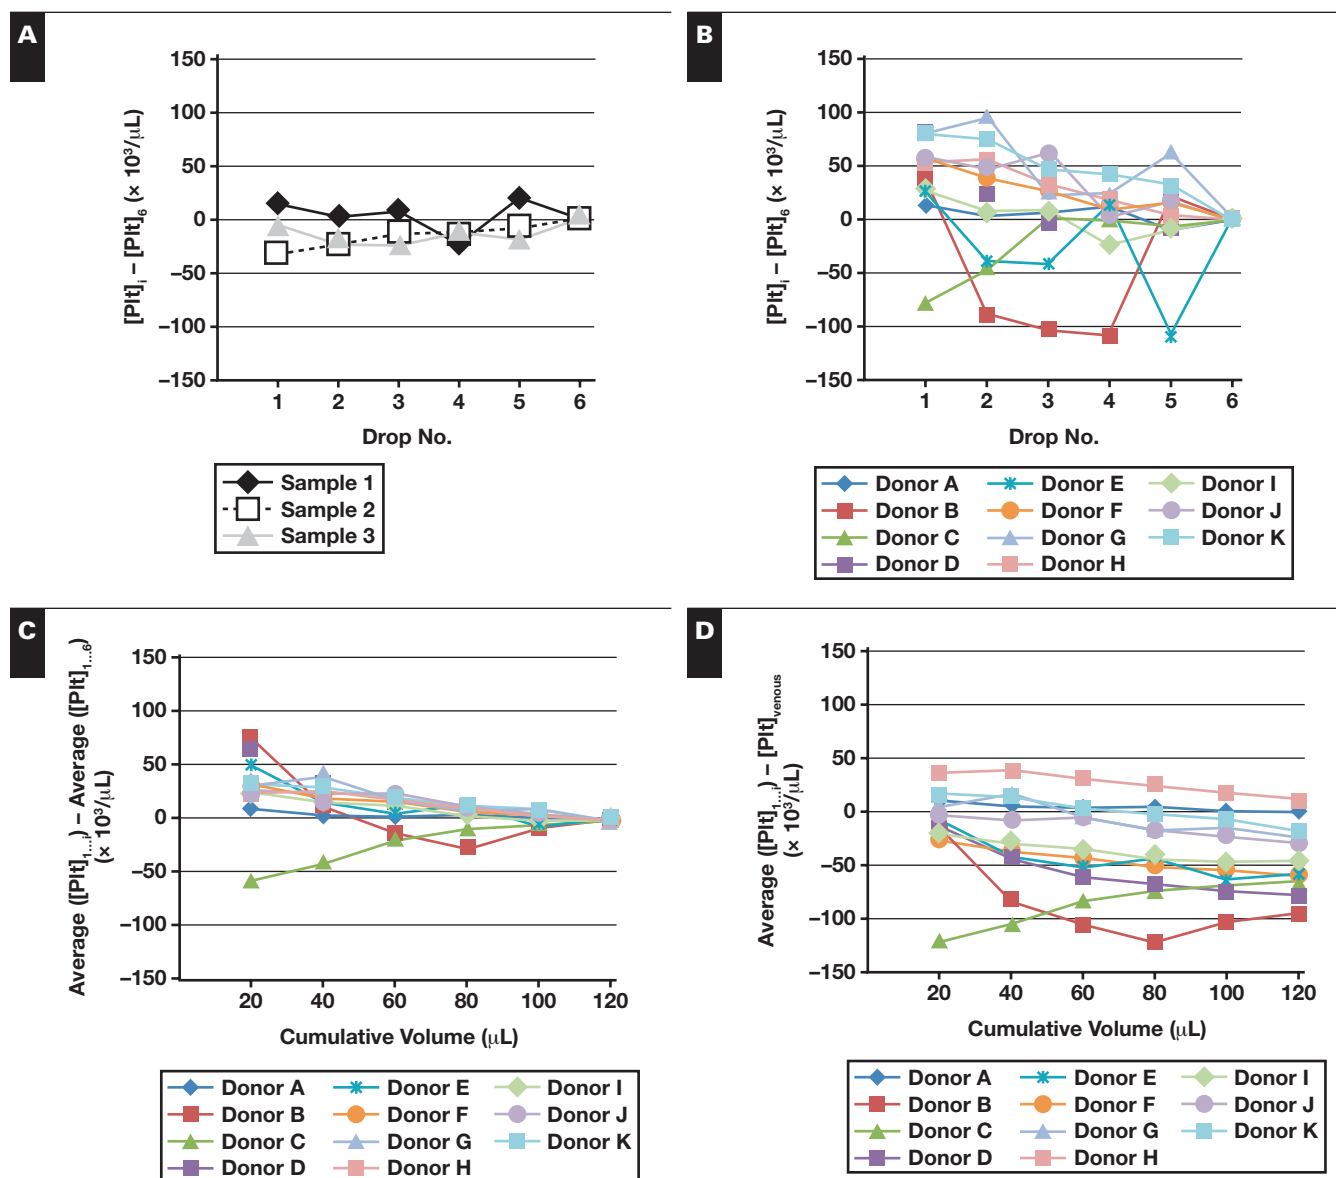 A
[Plt]i – [Plt]6 (× 10³/µL)
150
100
50
0
−50
−100
−150
1 2 3 4 5 6
Drop No.
Sample 1
Sample 2
Sample 3
B
[Plt]i – [Plt]6 (× 10³/µL)
150
100
50
0
−50
−100
−150
1 2 3 4 5 6
Drop No.
Donor A Donor E Donor I
Donor B Donor F Donor J
Donor C Donor G Donor K
Donor D Donor H
C
Average ([Plt]1...i) – Average ([Plt]1...6)
(× 10³/µL)
150
100
50
0
−50
−100
−150
20 40 60 80 100 120
Cumulative Volume (µL)
Donor A Donor E Donor I
Donor B Donor F Donor J
Donor C Donor G Donor K
Donor D Donor H
D
Average ([Plt]1...i) – [Plt]venous
(× 10³/µL)
150
100
50
0
−50
−100
−150
20 40 60 80 100 120
Cumulative Volume (µL)
Donor A Donor E Donor I
Donor B Donor F Donor J
Donor C Donor G Donor K
Donor D Donor H